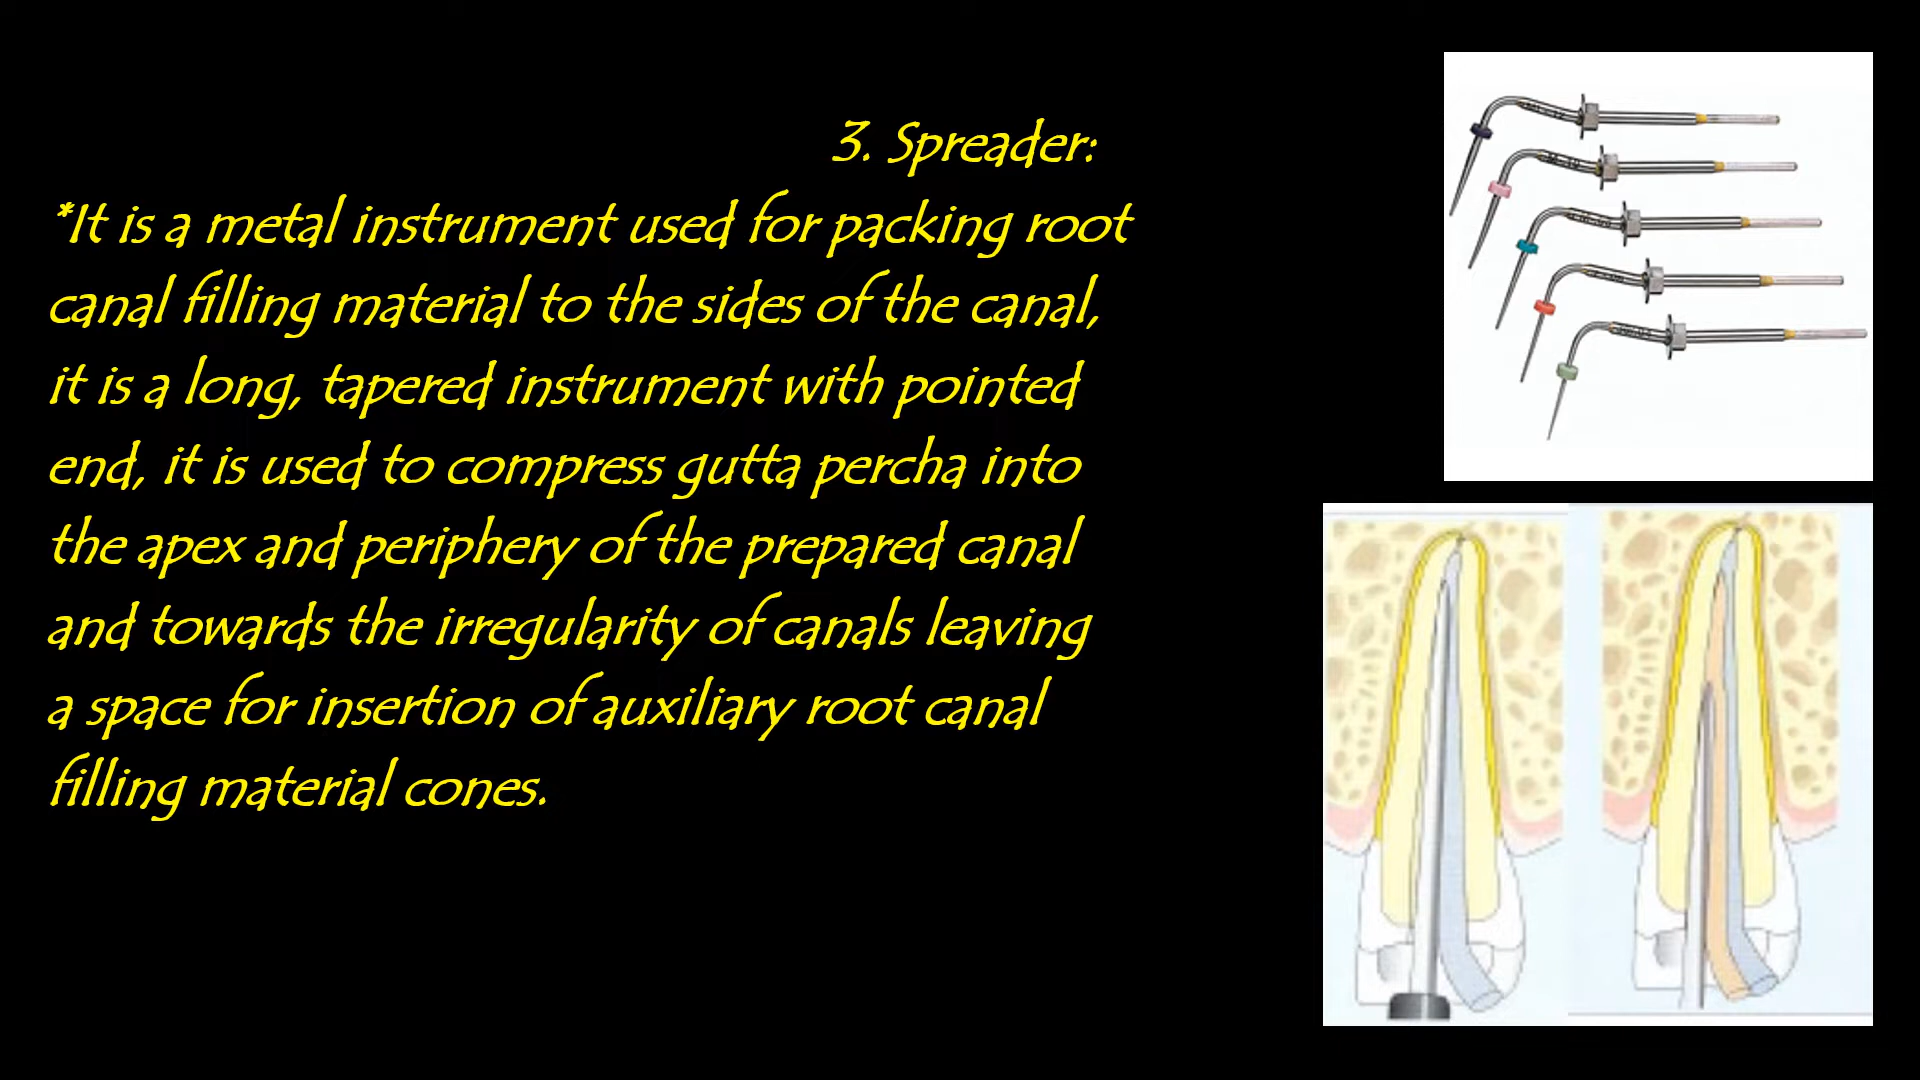 3. Spreader:
*It is a metal instrument used for packing root
canal filling material to the sides of the canal,
it is a long, tapered instrument with pointed
end, it is used to compress gutta percha into
the apex and periphery of the prepared canal
and towards the irregularity of canals leaving
a space for insertion of auxiliary root canal
filling material cones.